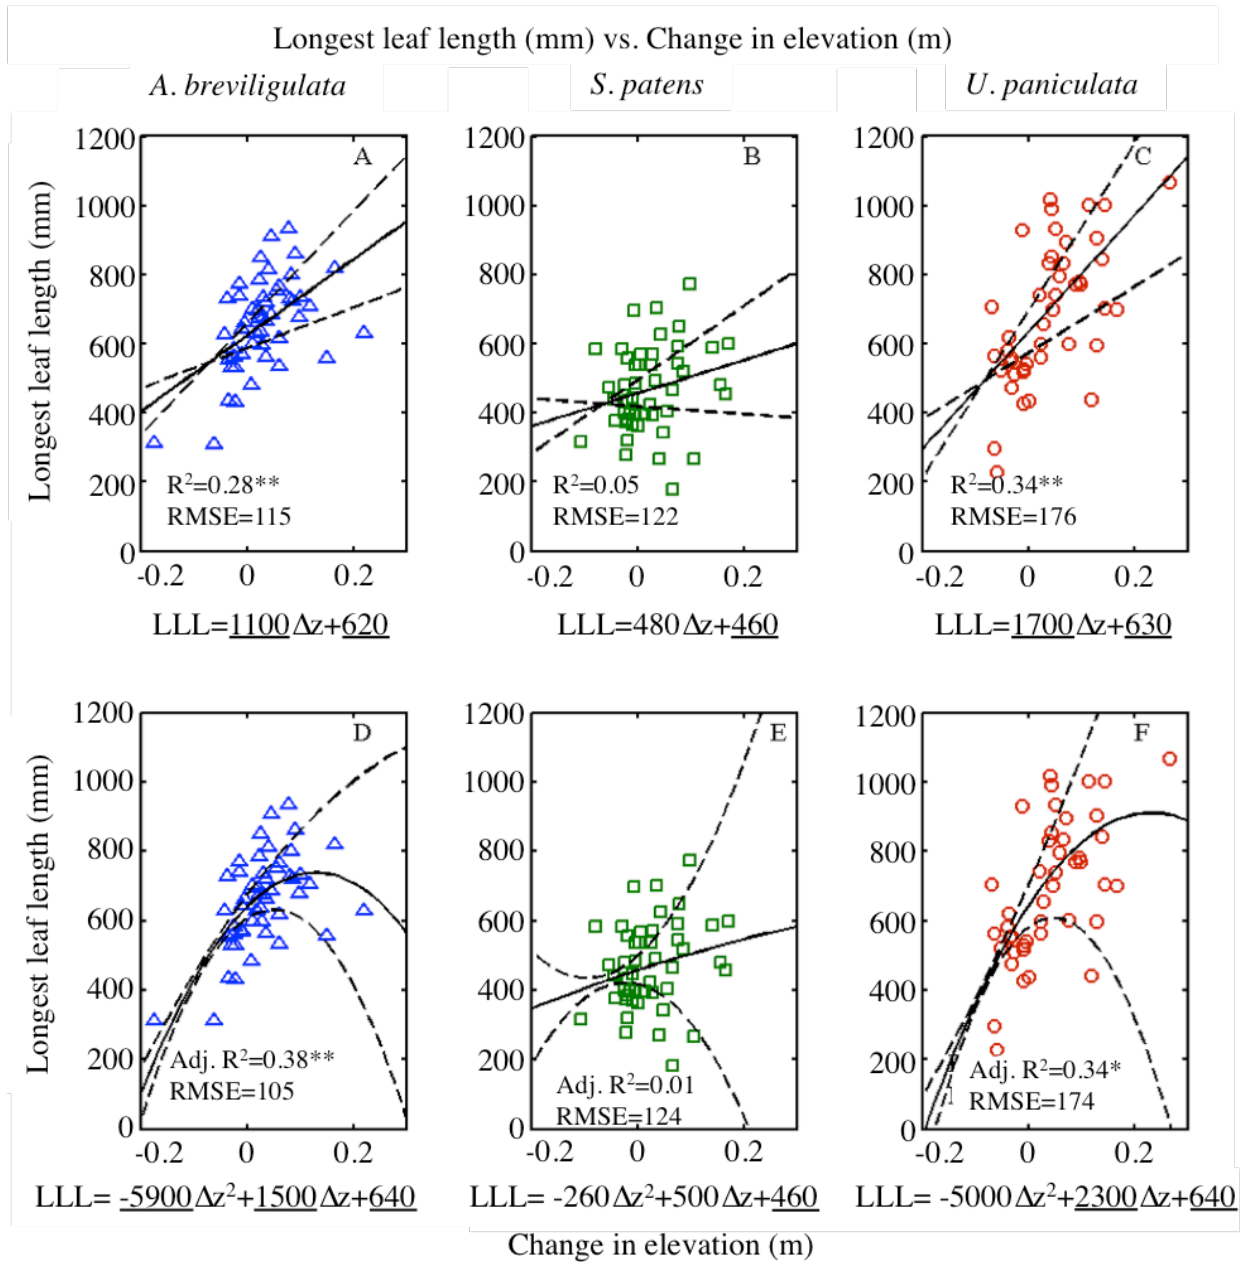 Longest leaf length (mm) vs. Change in elevation (m)
A. breviligulata S. patens U. paniculata
Longest leaf length (mm)
1200 1000 800 600 400 200 0
A
R²=0.28**
RMSE=115
-0.2 0 0.2
LLL=1100Δz+620
1200 1000 800 600 400 200 0
B
R²=0.05
RMSE=122
-0.2 0 0.2
LLL=480Δz+460
1200 1000 800 600 400 200 0
C
R²=0.34**
RMSE=176
-0.2 0 0.2
LLL=1700Δz+630
Longest leaf length (mm)
1200 1000 800 600 400 200 0
D
Adj. R²=0.38**
RMSE=105
-0.2 0 0.2
LLL= -5900Δz²+1500Δz+640
1200 1000 800 600 400 200 0
E
Adj. R²=0.01
RMSE=124
-0.2 0 0.2
LLL= -260Δz²+500Δz+460
1200 1000 800 600 400 200 0
F
Adj. R²=0.34*
RMSE=174
-0.2 0 0.2
LLL= -5000Δz²+2300Δz+640
Change in elevation (m)